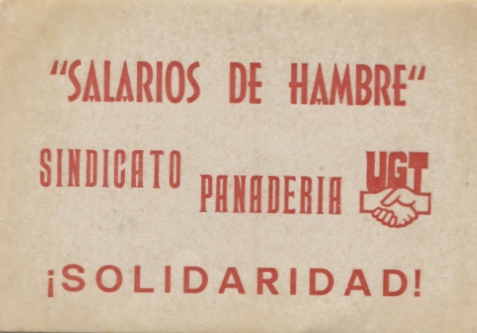 "SALARIOS DE HAMBRE"
SINDICATO PANADERIA UGT
¡SOLIDARIDAD!